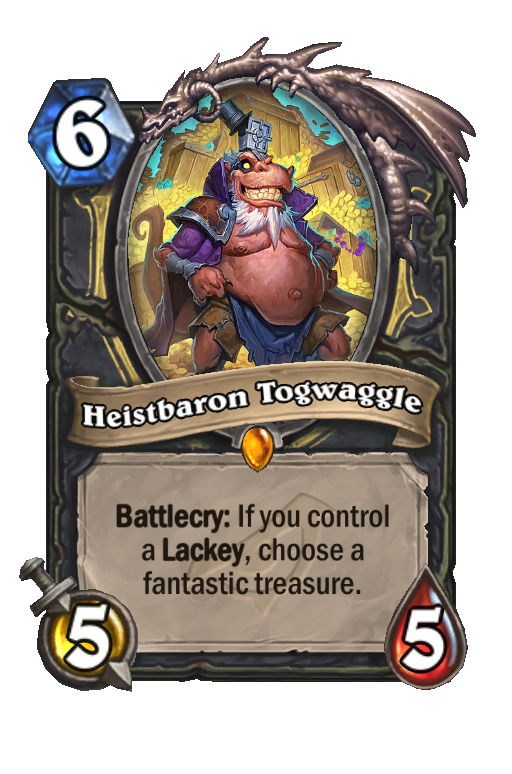 6
Heistbaron Togwaggle
Battlecry: If you control
a Lackey, choose a
fantastic treasure.
5
5